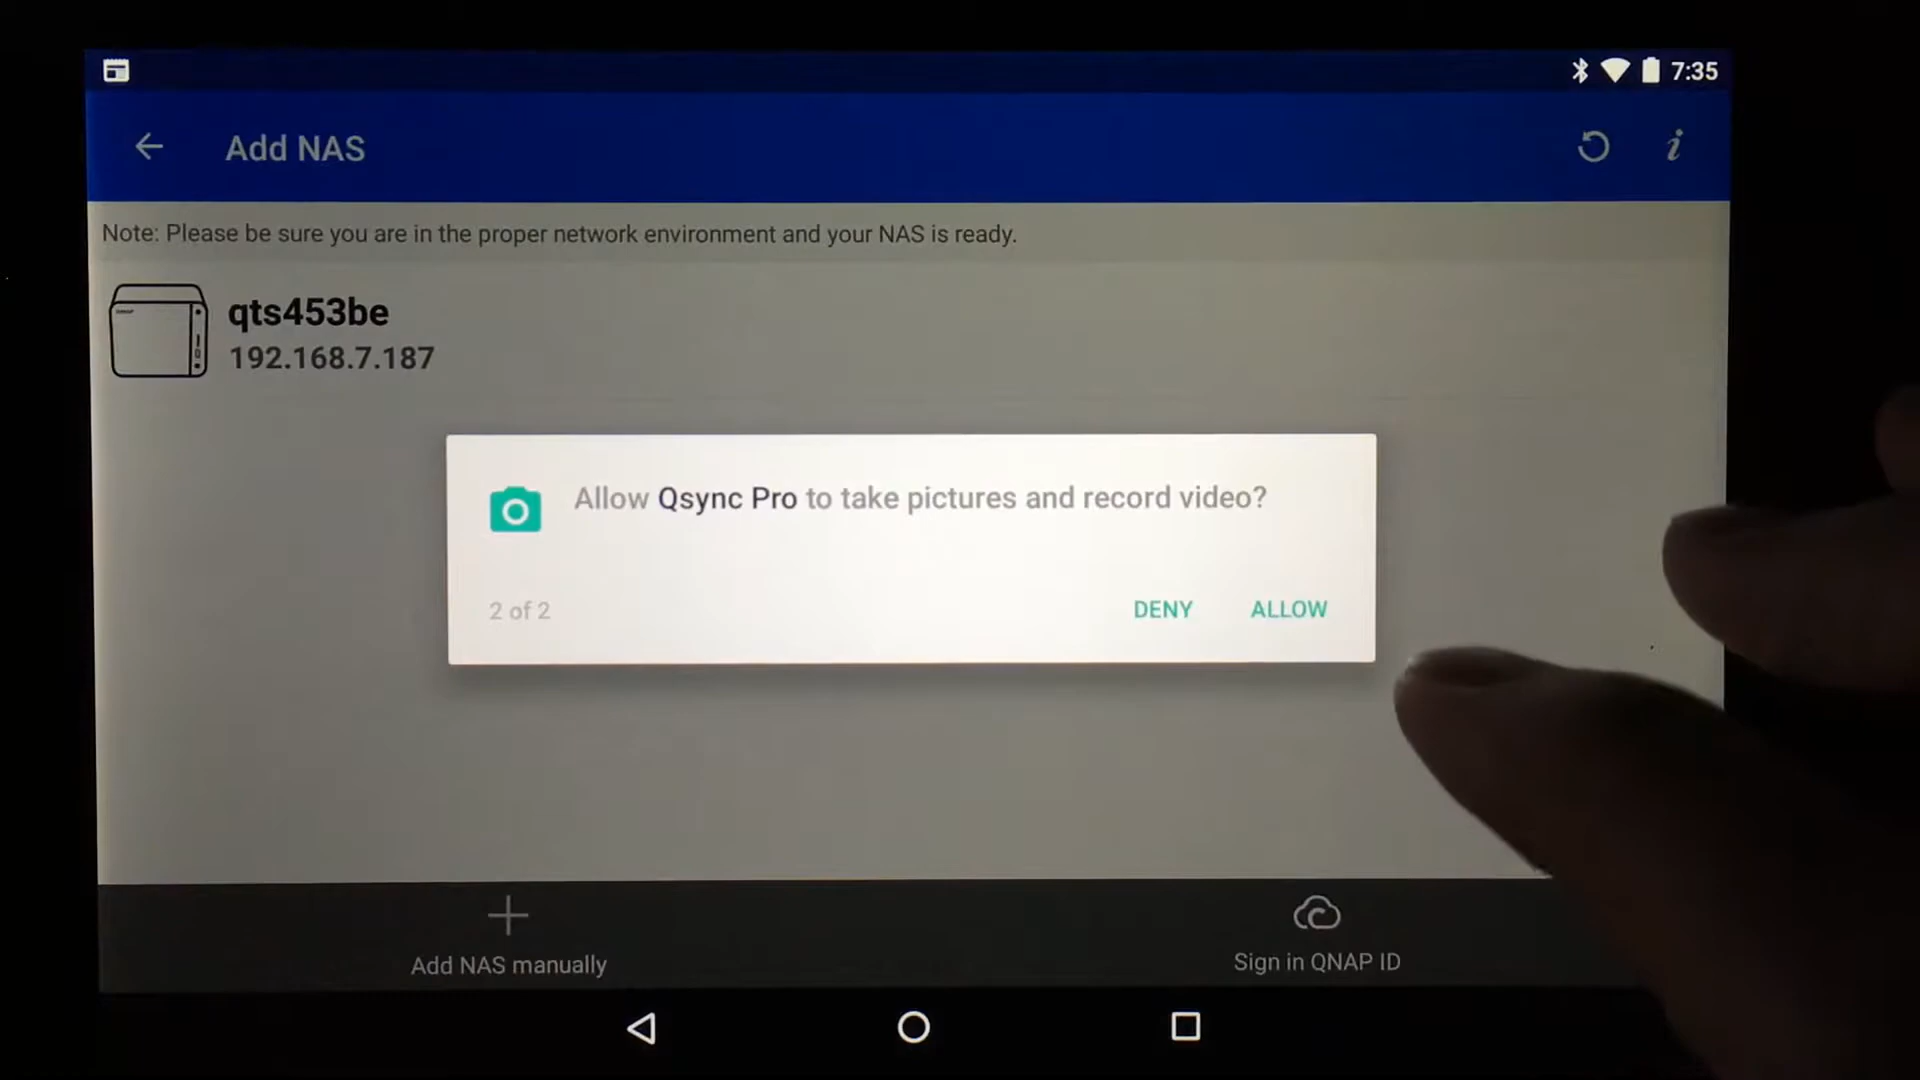 7:35
Add NAS
i
Note: Please be sure you are in the proper network environment and your NAS is ready.
qts453be
192.168.7.187
Allow Qsync Pro to take pictures and record video?
2 of 2
DENY
ALLOW
Add NAS manually
Sign in QNAP ID